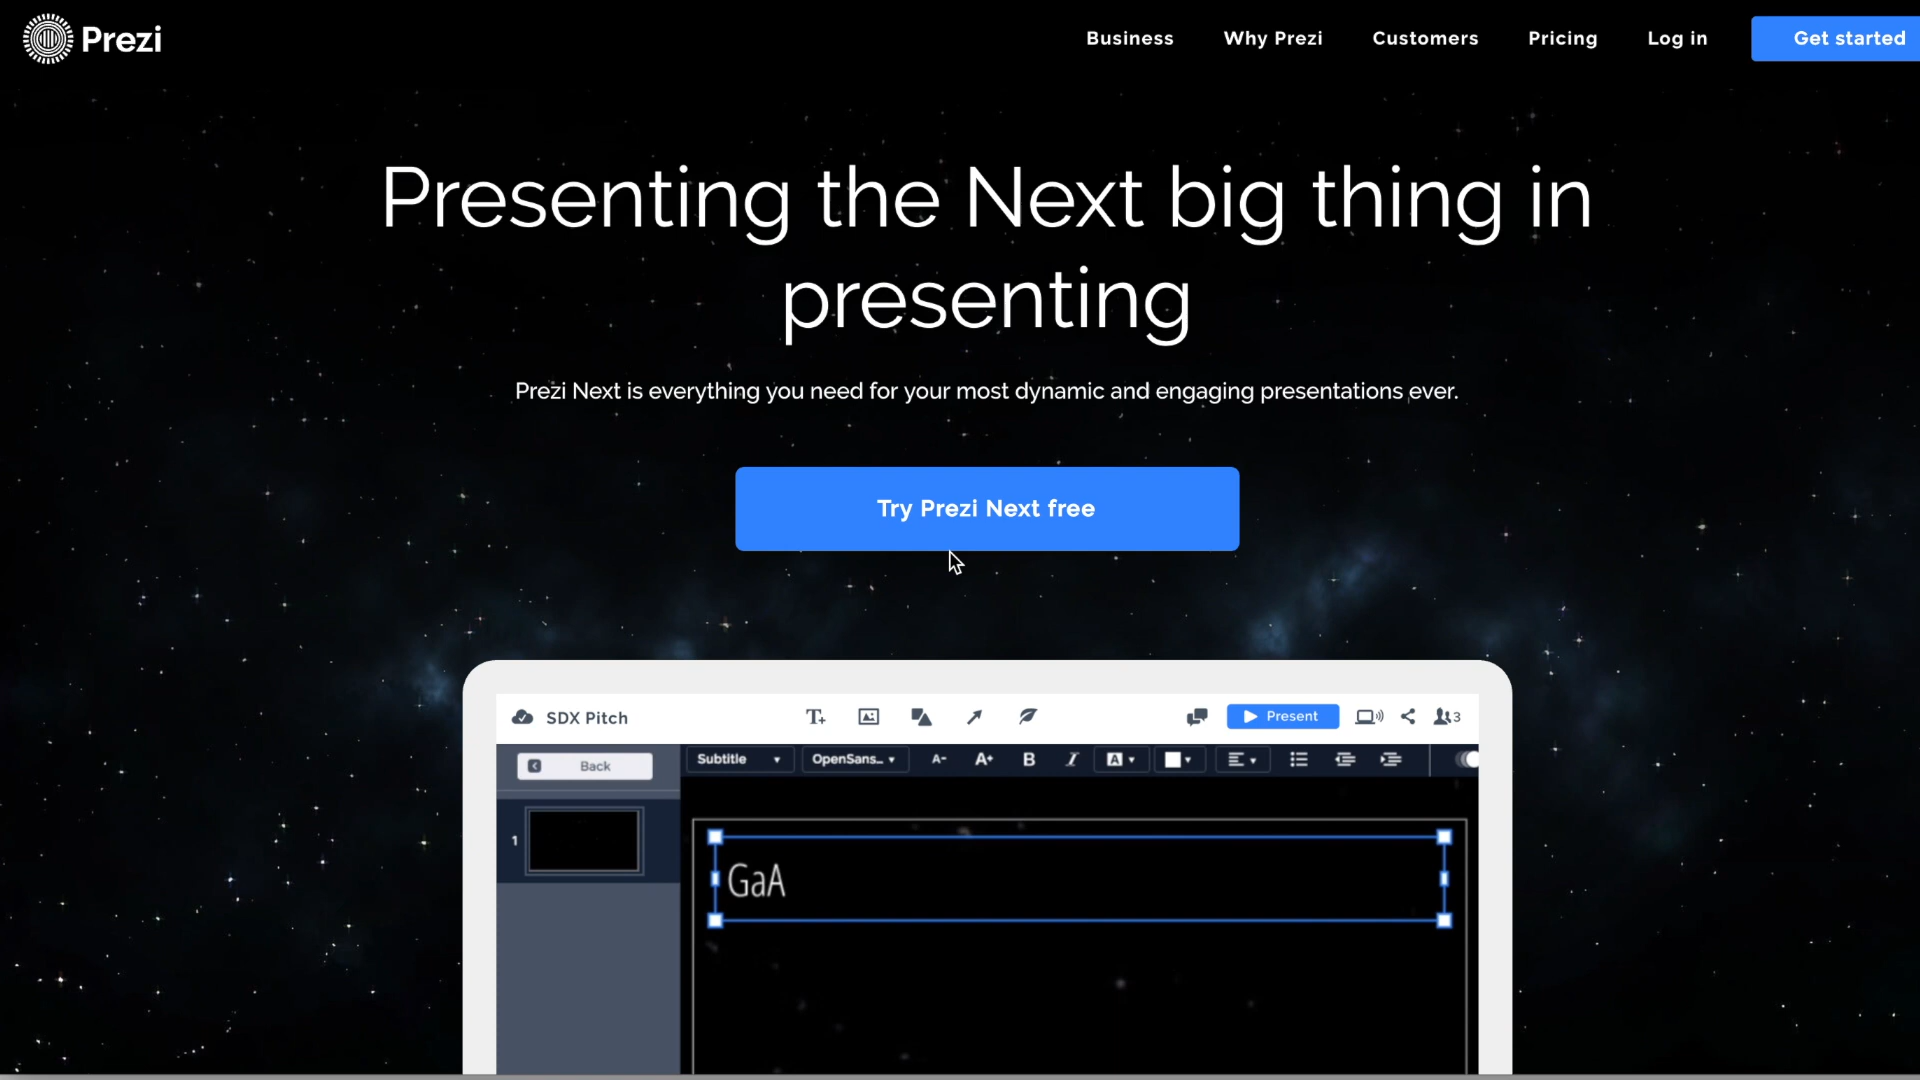 Prezi
Business Why Prezi Customers Pricing Log in Get started
Presenting the Next big thing in
presenting
Prezi Next is everything you need for your most dynamic and engaging presentations ever.
Try Prezi Next free
SDX Pitch T+ Present 3
Back Subtitle OpenSans... A- A+ B I A
1
GaA